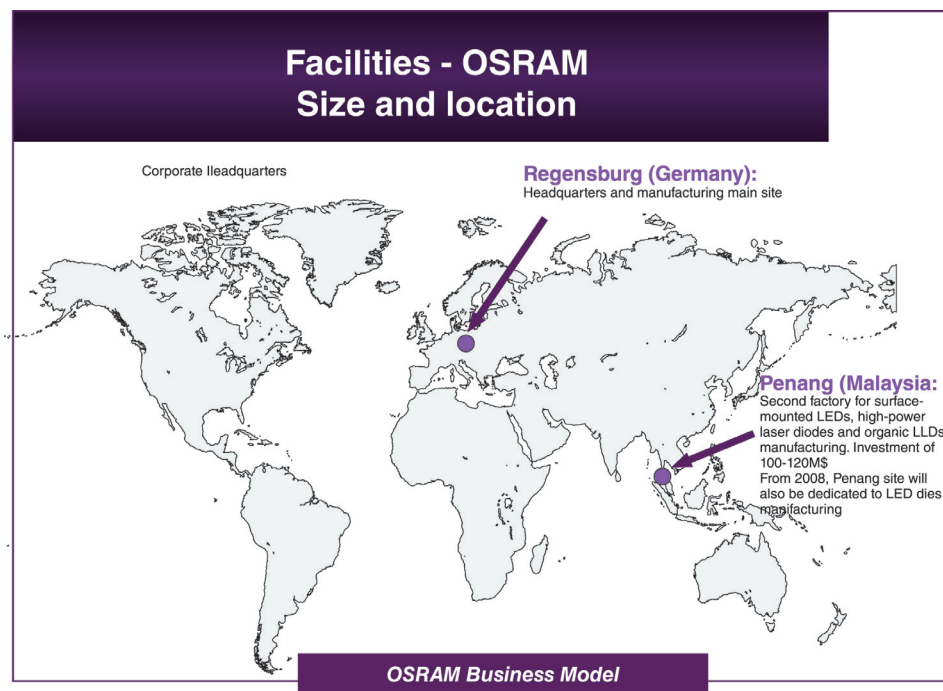 Facilities - OSRAM
Size and location
Corporate Ileadquarters
Regensburg (Germany):
Headquarters and manufacturing main site
Penang (Malaysia:
Second factory for surface-
mounted LEDs, high-power
laser diodes and organic LLDs
manufacturing. Investment of
100-120M$
From 2008, Penang site will
also be dedicated to LED dies
manifacturing
OSRAM Business Model